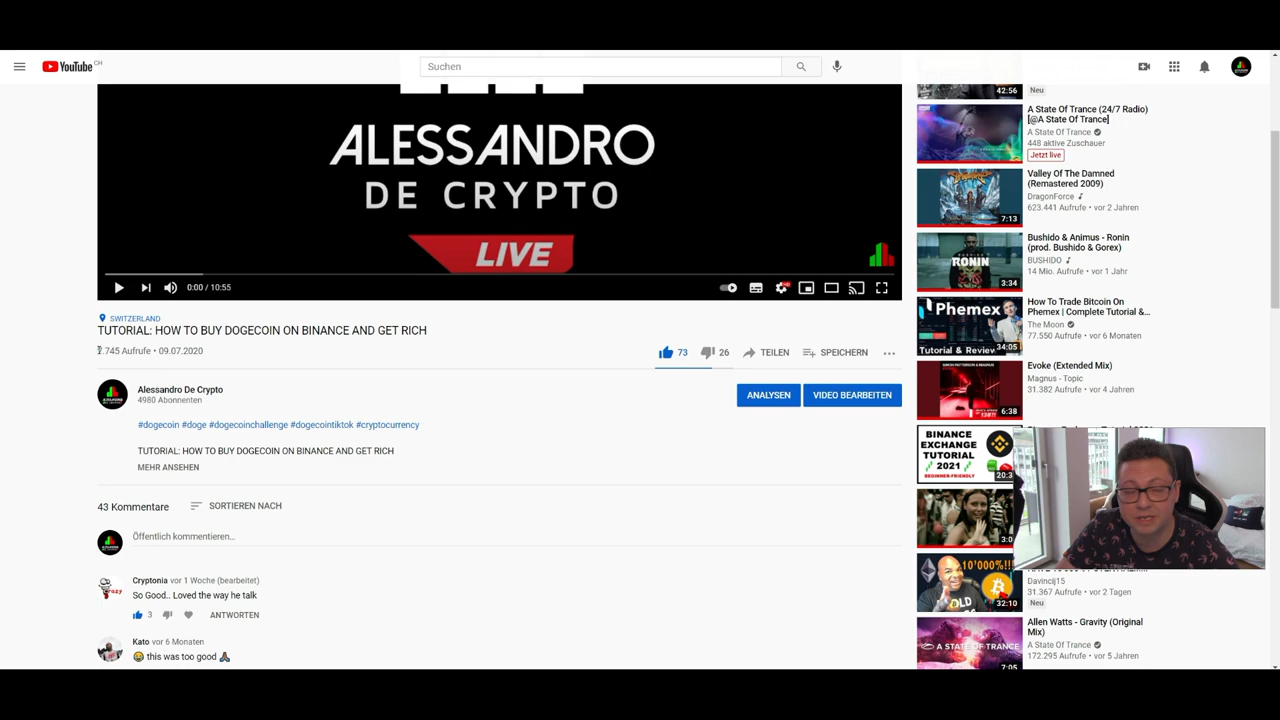 YouTube CH
Suchen
ALESSANDRO
DE CRYPTO
LIVE
0:00 / 10:55
SWITZERLAND
TUTORIAL: HOW TO BUY DOGECOIN ON BINANCE AND GET RICH
.745 Aufrufe • 09.07.2020
73
26
TEILEN
SPEICHERN
Alessandro De Crypto
4980 Abonnenten
ANALYSEN
VIDEO BEARBEITEN
#dogecoin #doge #dogecoinchallenge #dogecointiktok #cryptocurrency
TUTORIAL: HOW TO BUY DOGECOIN ON BINANCE AND GET RICH
MEHR ANSEHEN
43 Kommentare
SORTIEREN NACH
Öffentlich kommentieren...
Cryptonia vor 1 Woche (bearbeitet)
So Good.. Loved the way he talk
3
ANTWORTEN
Kato vor 6 Monaten
this was too good
42:56
Neu
A State Of Trance (24/7 Radio)
[@A State Of Trance]
A State Of Trance
448 aktive Zuschauer
Jetzt live
Valley Of The Damned
(Remastered 2009)
DragonForce
623.441 Aufrufe • vor 2 Jahren
7:13
Bushido & Animus - Ronin
(prod. Bushido & Gorex)
BUSHIDO
14 Mio. Aufrufe • vor 1 Jahr
RONIN
3:34
How To Trade Bitcoin On
Phemex | Complete Tutorial &...
The Moon
77.550 Aufrufe • vor 6 Monaten
Phemex
Tutorial & Review
34:05
Evoke (Extended Mix)
Magnus - Topic
31.382 Aufrufe • vor 4 Jahren
6:38
BINANCE
EXCHANGE
TUTORIAL
2021
BEGINNER-FRIENDLY
20:3
3:0
10'000%!!!
32:10
Davincij15
31.367 Aufrufe • vor 2 Tagen
Neu
Allen Watts - Gravity (Original
Mix)
A State Of Trance
172.295 Aufrufe • vor 5 Jahren
A STATE OF TRANCE
7:05